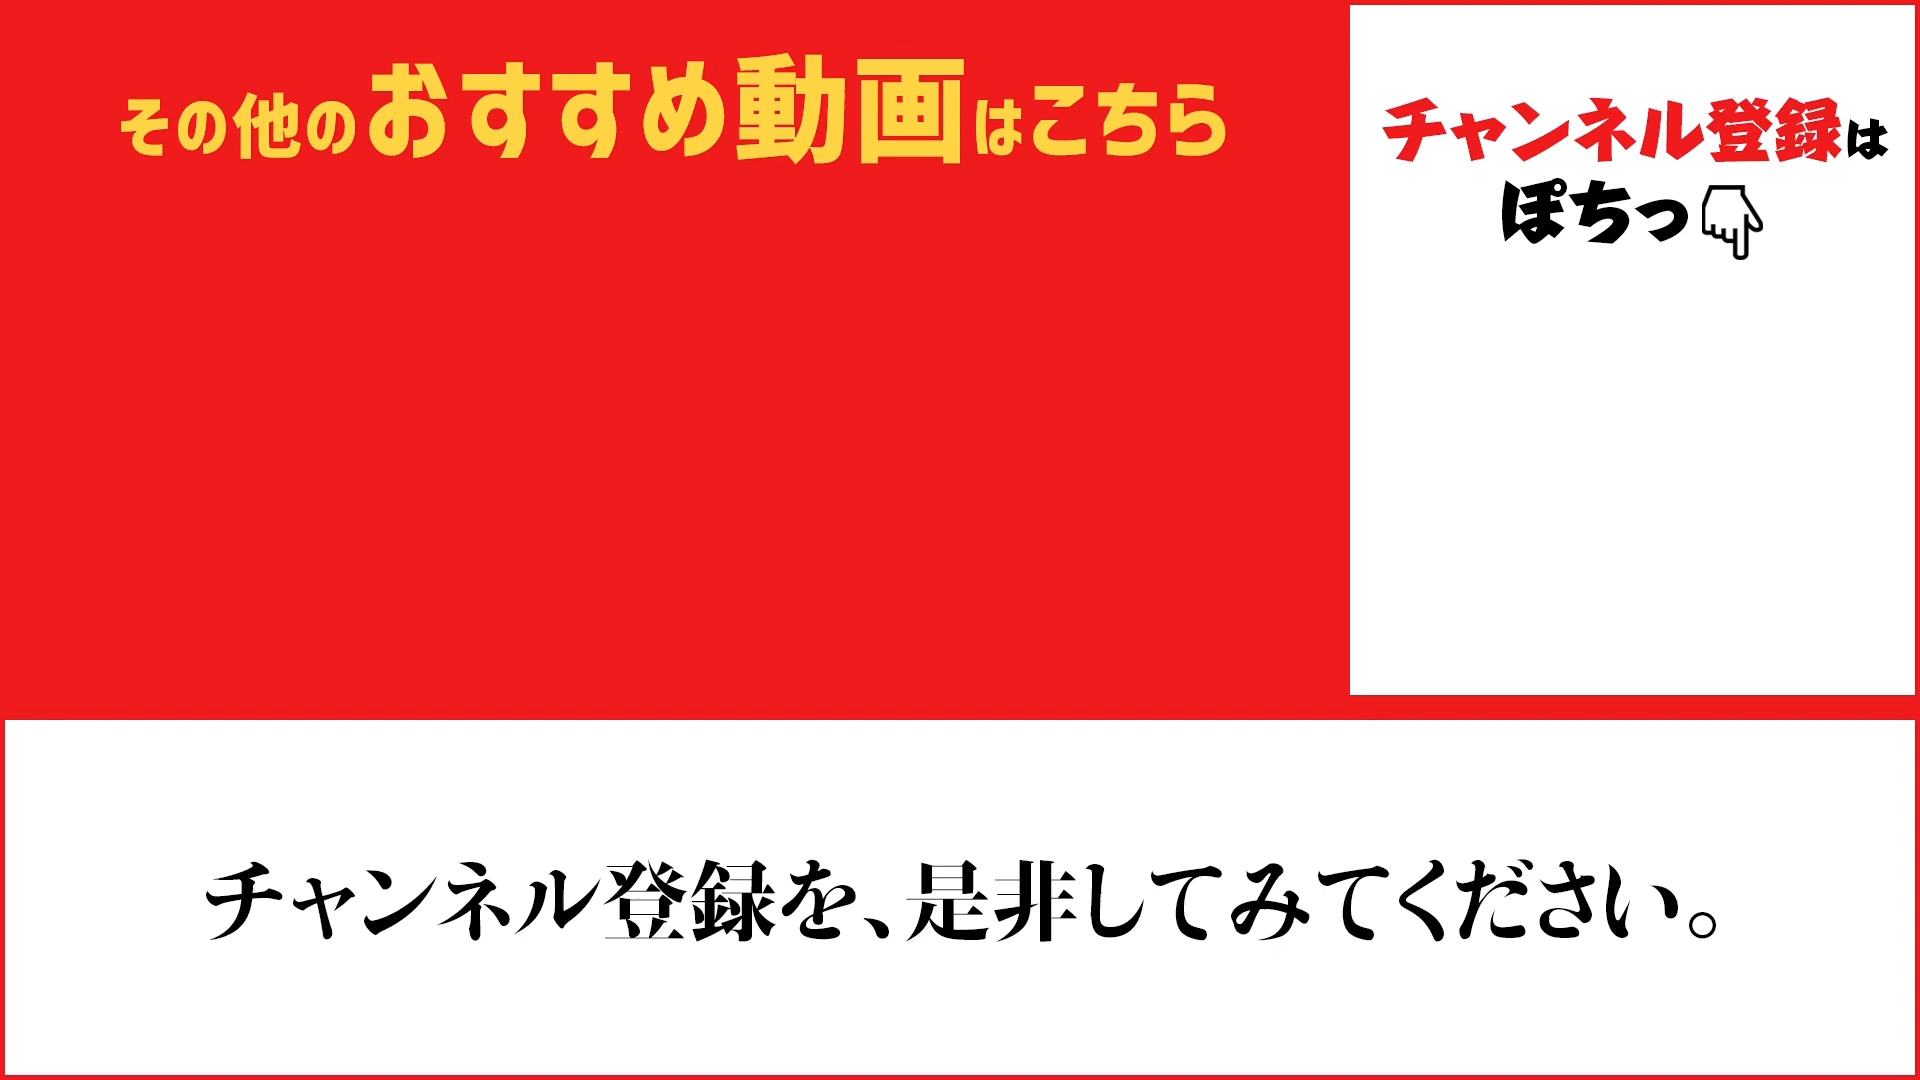 その他のおすすめ動画はこちら
チャンネル登録は
ぽちっ
チャンネル登録を、是非してみてください。